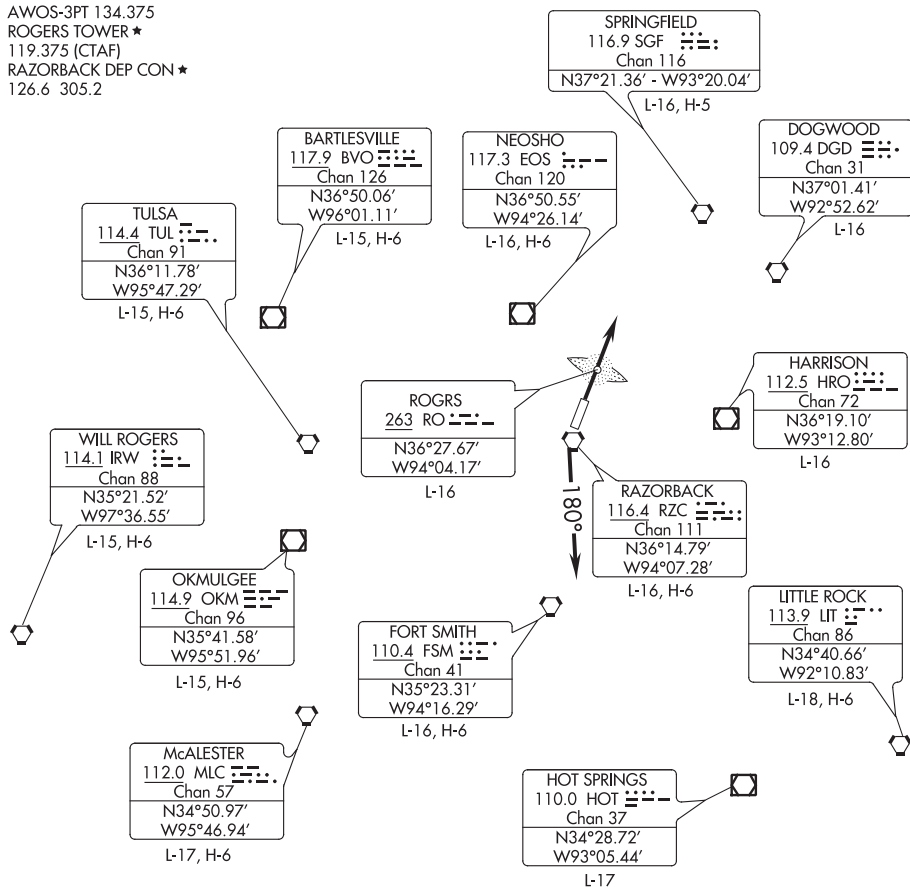 AWOS-3PT 134.375
ROGERS TOWER ★
119.375 (CTAF)
RAZORBACK DEP CON ★
126.6 305.2
SPRINGFIELD
116.9 SGF
Chan 116
N37°21.36′ - W93°20.04′
L-16, H-5
BARTLESVILLE
117.9 BVO
Chan 126
N36°50.06′
W96°01.11′
L-15, H-6
NEOSHO
117.3 EOS
Chan 120
N36°50.55′
W94°26.14′
L-16, H-6
DOGWOOD
109.4 DGD
Chan 31
N37°01.41′
W92°52.62′
L-16
TULSA
114.4 TUL
Chan 91
N36°11.78′
W95°47.29′
L-15, H-6
ROGRS
263 RO
N36°27.67′
W94°04.17′
L-16
HARRISON
112.5 HRO
Chan 72
N36°19.10′
W93°12.80′
L-16
WILL ROGERS
114.1 IRW
Chan 88
N35°21.52′
W97°36.55′
L-15, H-6
180°
RAZORBACK
116.4 RZC
Chan 111
N36°14.79′
W94°07.28′
L-16, H-6
OKMULGEE
114.9 OKM
Chan 96
N35°41.58′
W95°51.96′
L-15, H-6
FORT SMITH
110.4 FSM
Chan 41
N35°23.31′
W94°16.29′
L-16, H-6
LITTLE ROCK
113.9 LIT
Chan 86
N34°40.66′
W92°10.83′
L-18, H-6
McALESTER
112.0 MLC
Chan 57
N34°50.97′
W95°46.94′
L-17, H-6
HOT SPRINGS
110.0 HOT
Chan 37
N34°28.72′
W93°05.44′
L-17